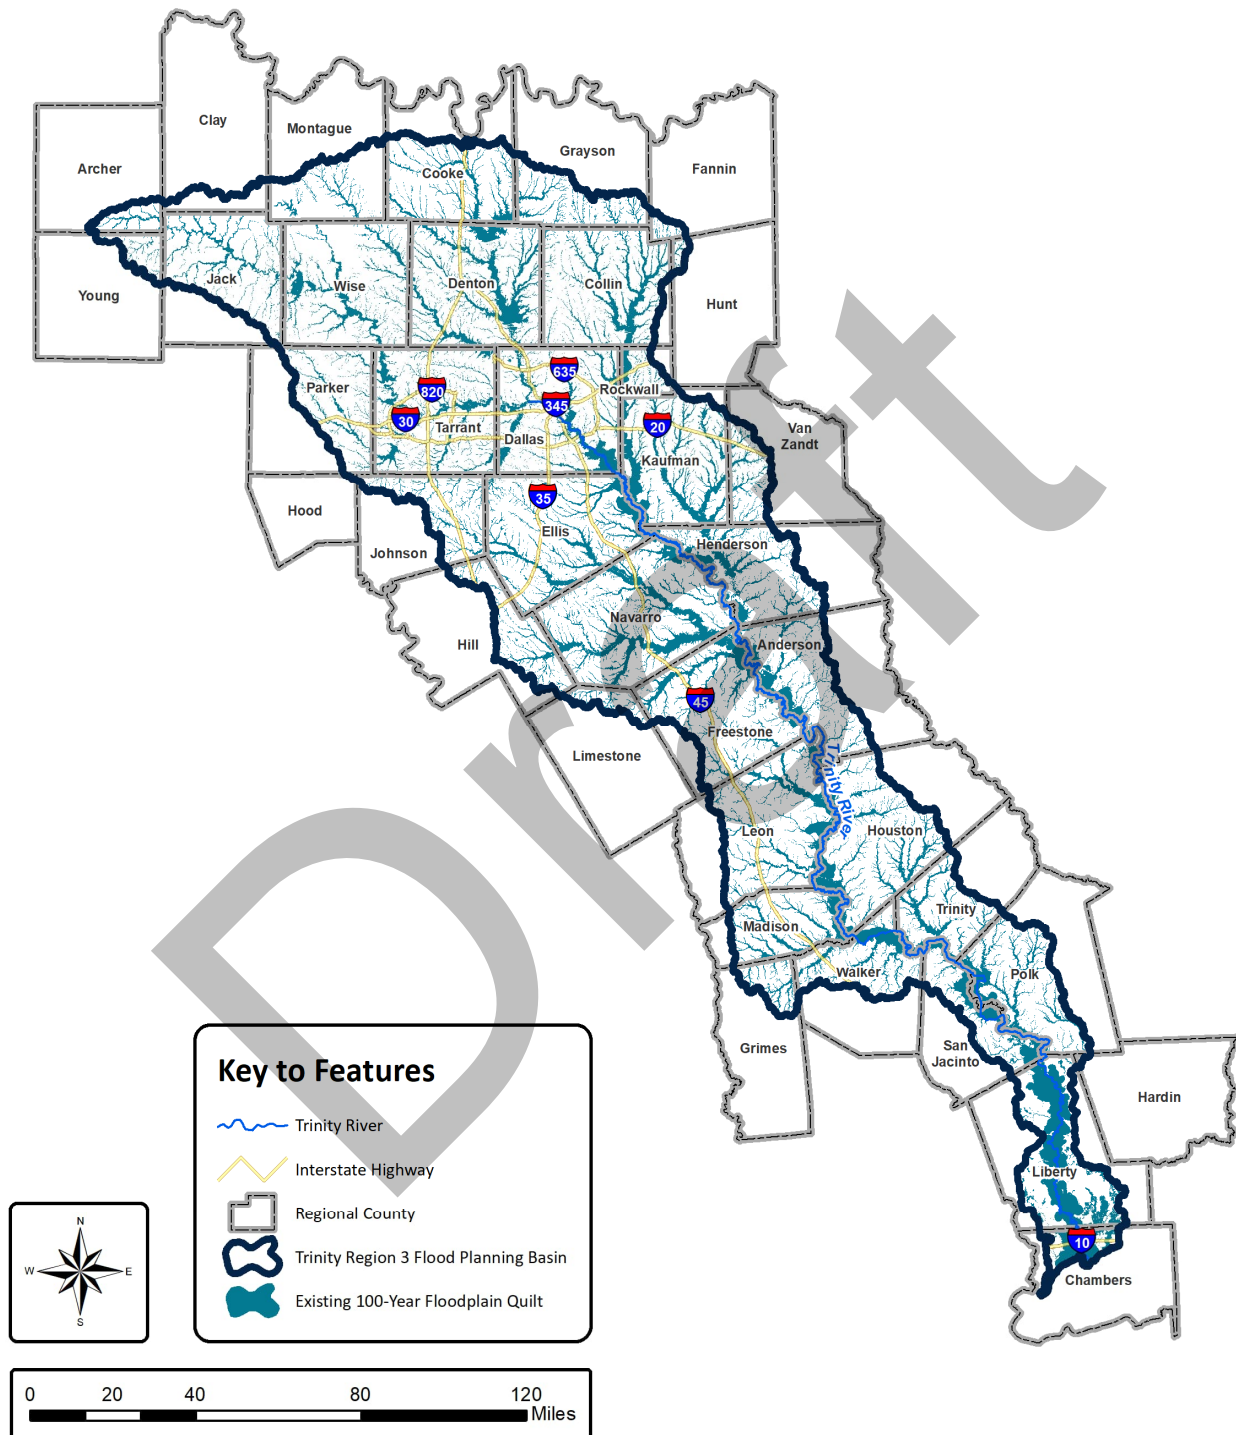 Clay
Montague
Grayson
Archer
Cooke
Fannin
Young
Jack
Wise
Denton
Collin
Hunt
635
Parker
820
Rockwall
345
30
Tarrant
20
Van
Zandt
Dallas
Kaufman
35
Hood
Ellis
Johnson
Henderson
Navarro
Hill
Anderson
45
Freestone
Limestone
Trinity River
Leon
Houston
Trinity
Madison
Walker
Polk
Grimes
San
Jacinto
Hardin
Liberty
10
Chambers
Draft
Key to Features
Trinity River
Interstate Highway
Regional County
Trinity Region 3 Flood Planning Basin
Existing 100-Year Floodplain Quilt
N
W E
S
0 20 40 80 120
Miles